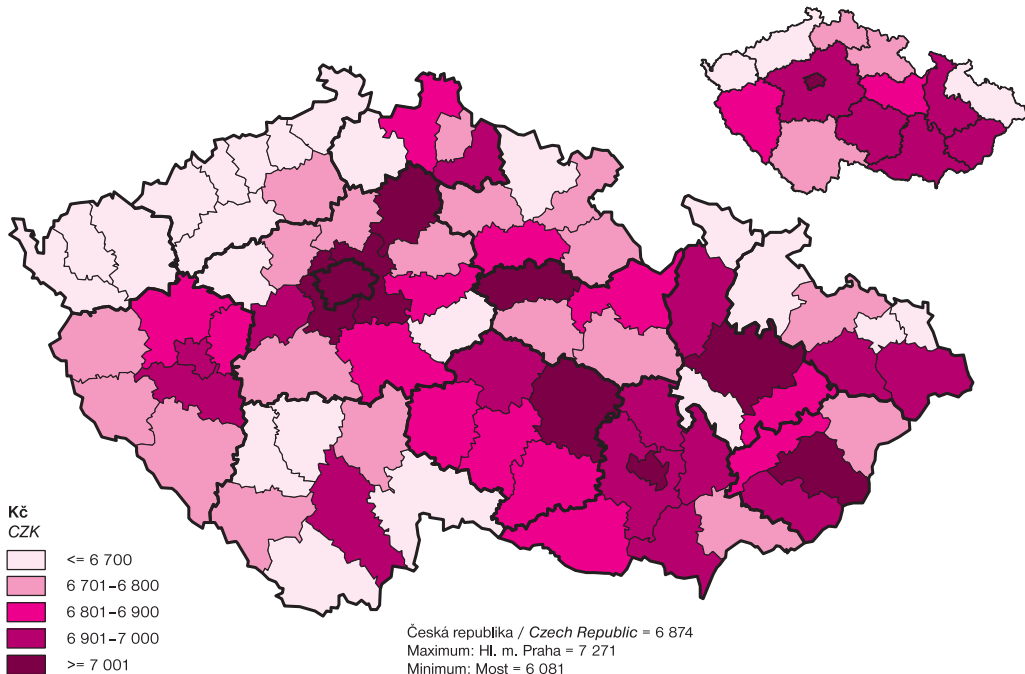 Kč
CZK
<= 6 700
6 701–6 800
6 801–6 900
6 901–7 000
>= 7 001
Česká republika / Czech Republic = 6 874
Maximum: Hl. m. Praha = 7 271
Minimum: Most = 6 081